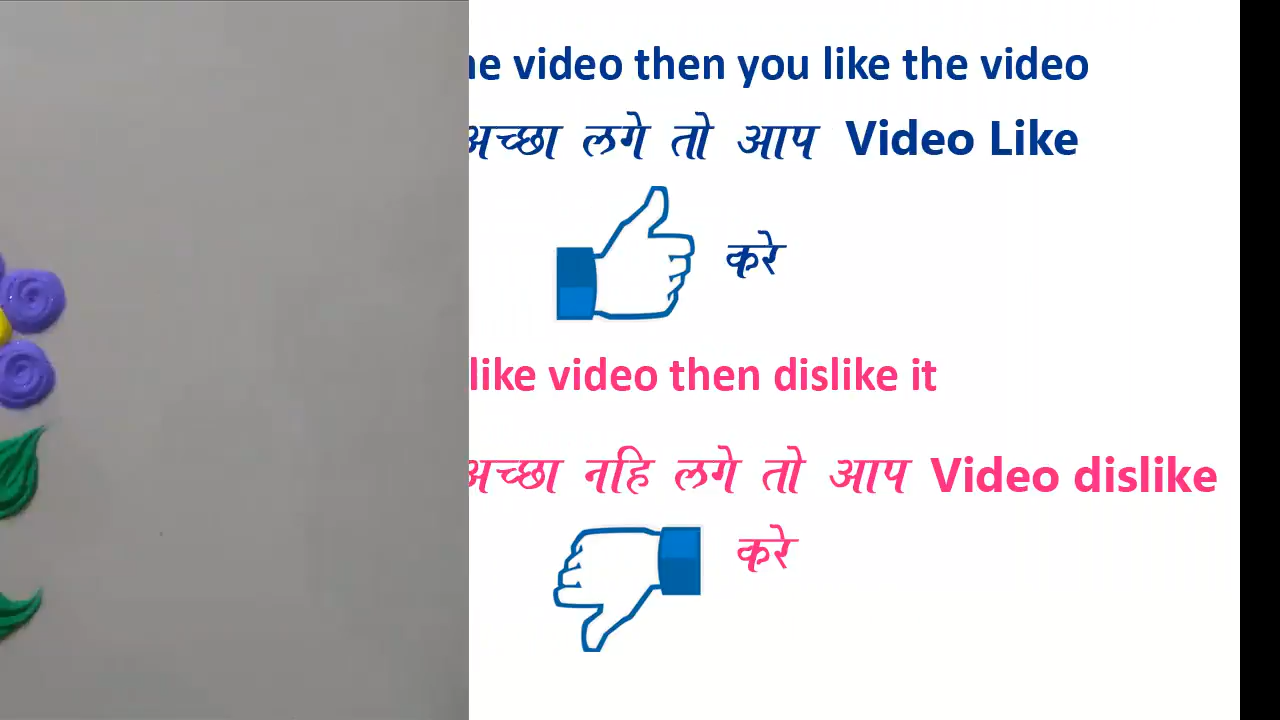 he video then you like the video
अच्छा लगे तो आप Video Like
करे
like video then dislike it
अच्छा नहि लगे तो आप Video dislike
करे